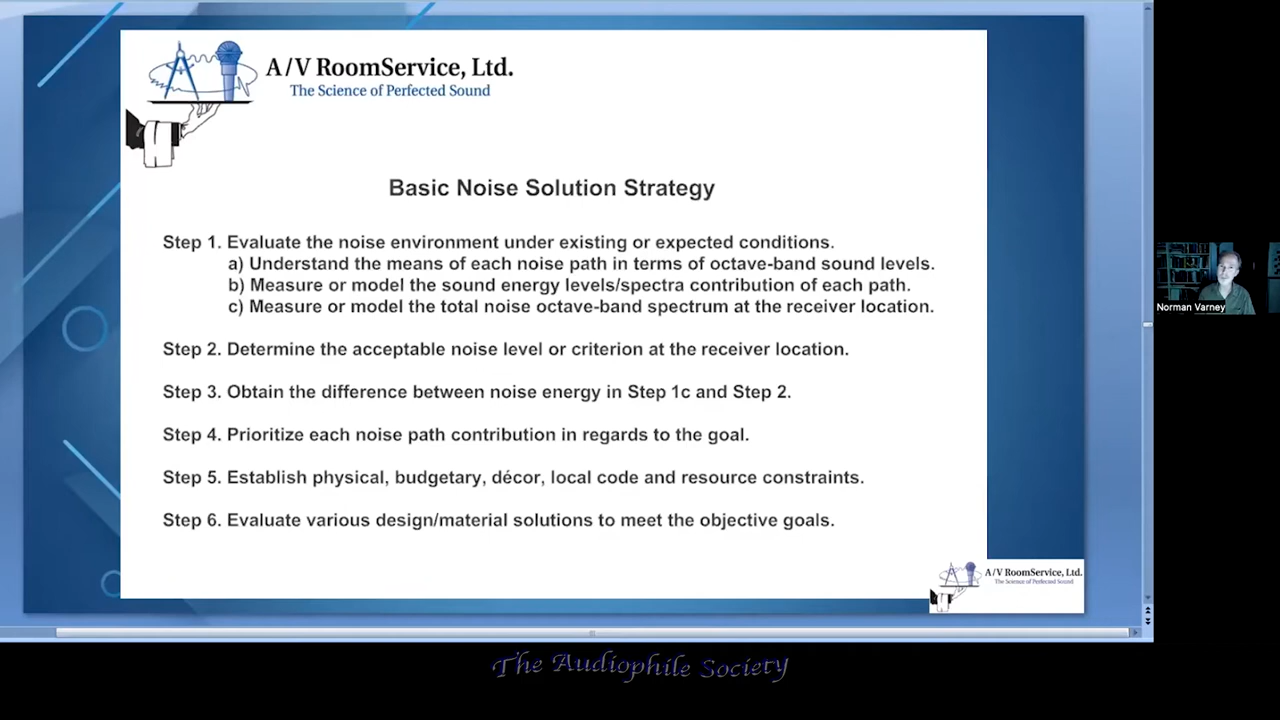 A/V RoomService, Ltd.
The Science of Perfected Sound
Basic Noise Solution Strategy
Step 1. Evaluate the noise environment under existing or expected conditions.
a) Understand the means of each noise path in terms of octave-band sound levels.
b) Measure or model the sound energy levels/spectra contribution of each path.
c) Measure or model the total noise octave-band spectrum at the receiver location.
Step 2. Determine the acceptable noise level or criterion at the receiver location.
Step 3. Obtain the difference between noise energy in Step 1c and Step 2.
Step 4. Prioritize each noise path contribution in regards to the goal.
Step 5. Establish physical, budgetary, décor, local code and resource constraints.
Step 6. Evaluate various design/material solutions to meet the objective goals.
A/V RoomService, Ltd.
The Science of Perfected Sound
Norman Varney
The Audiophile Society